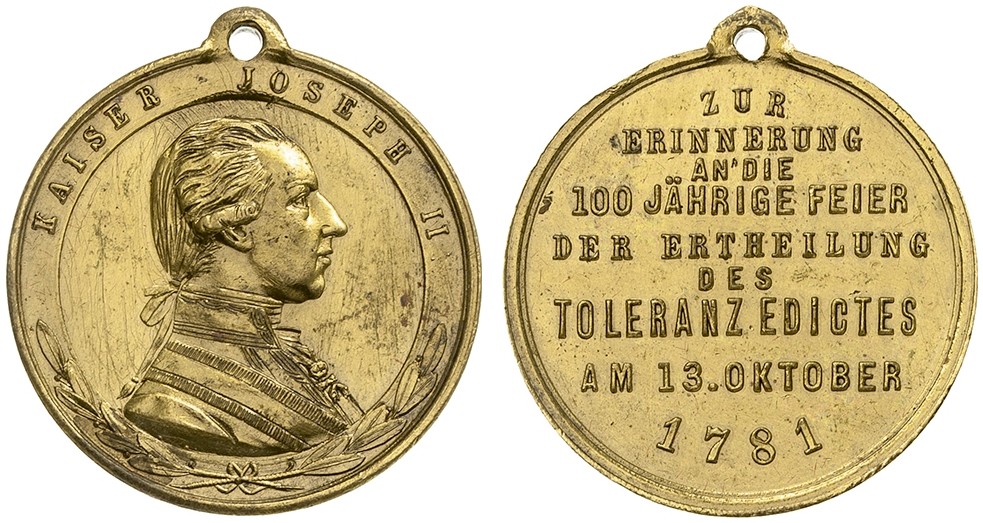 KAISER JOSEPH II
ZUR
ERINNERUNG
AN'DIE
100 JÄHRIGE FEIER
DER ERTHEILUNG
DES
TOLERANZ EDICTES
AM 13. OKTOBER
1781